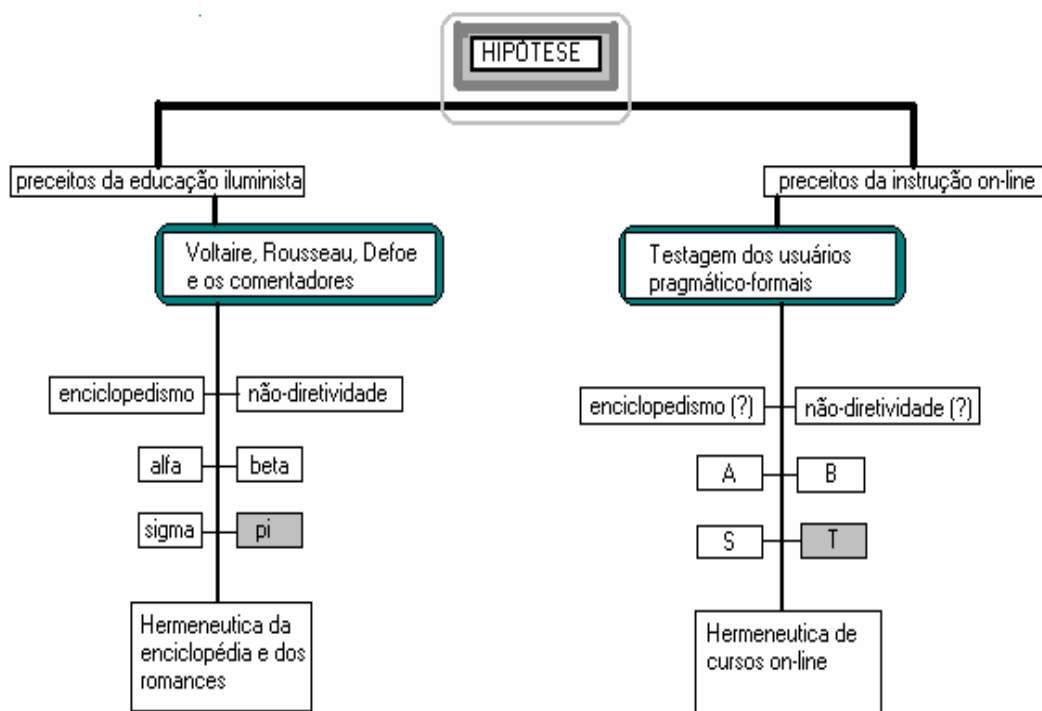 HIPÓTESE
preceitos da educação iluminista
preceitos da instrução on-line
Voltaire, Rousseau, Defoe
e os comentadores
Testagem dos usuários
pragmático-formais
enciclopedismo
não-diretividade
enciclopedismo (?)
não-diretividade (?)
alfa
beta
A
B
sigma
pi
S
T
Hermeneutica da
enciclopédia e dos
romances
Hermeneutica de
cursos on-line